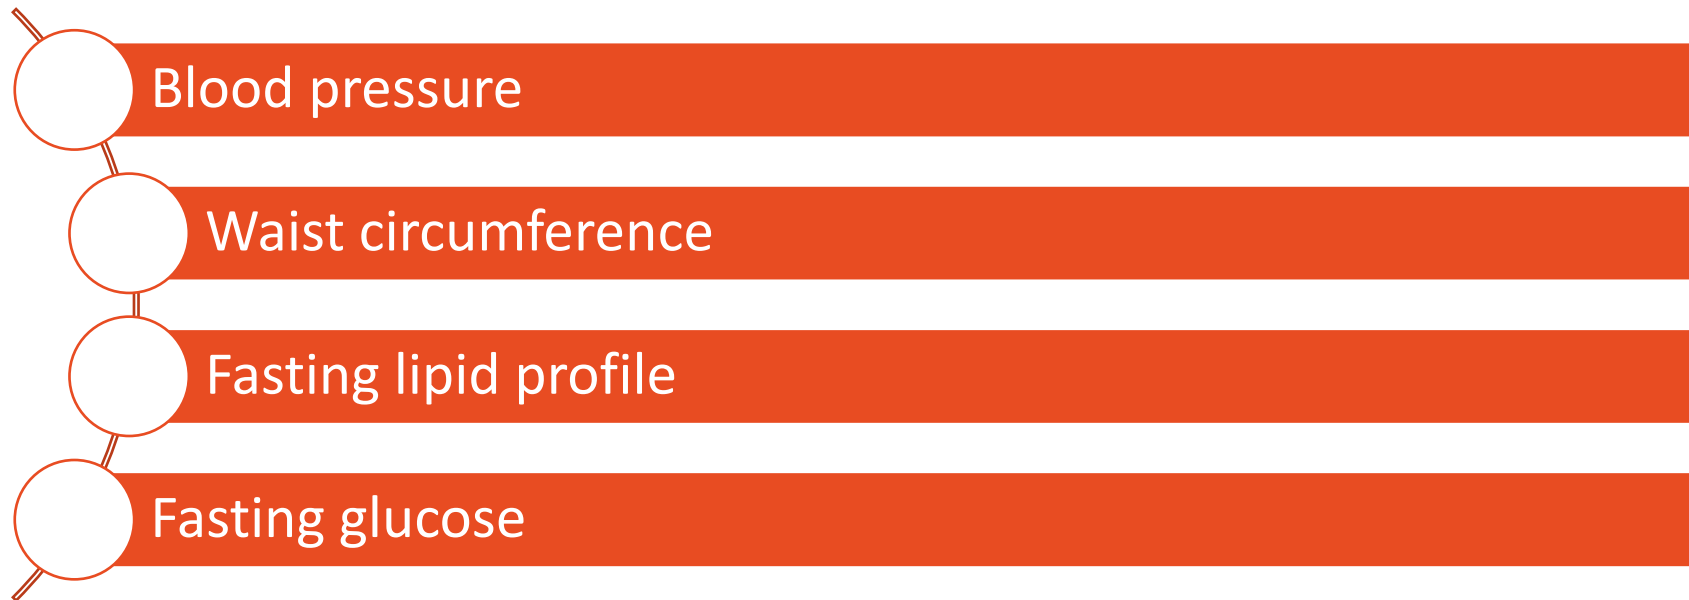 Blood pressure
Waist circumference
Fasting lipid profile
Fasting glucose